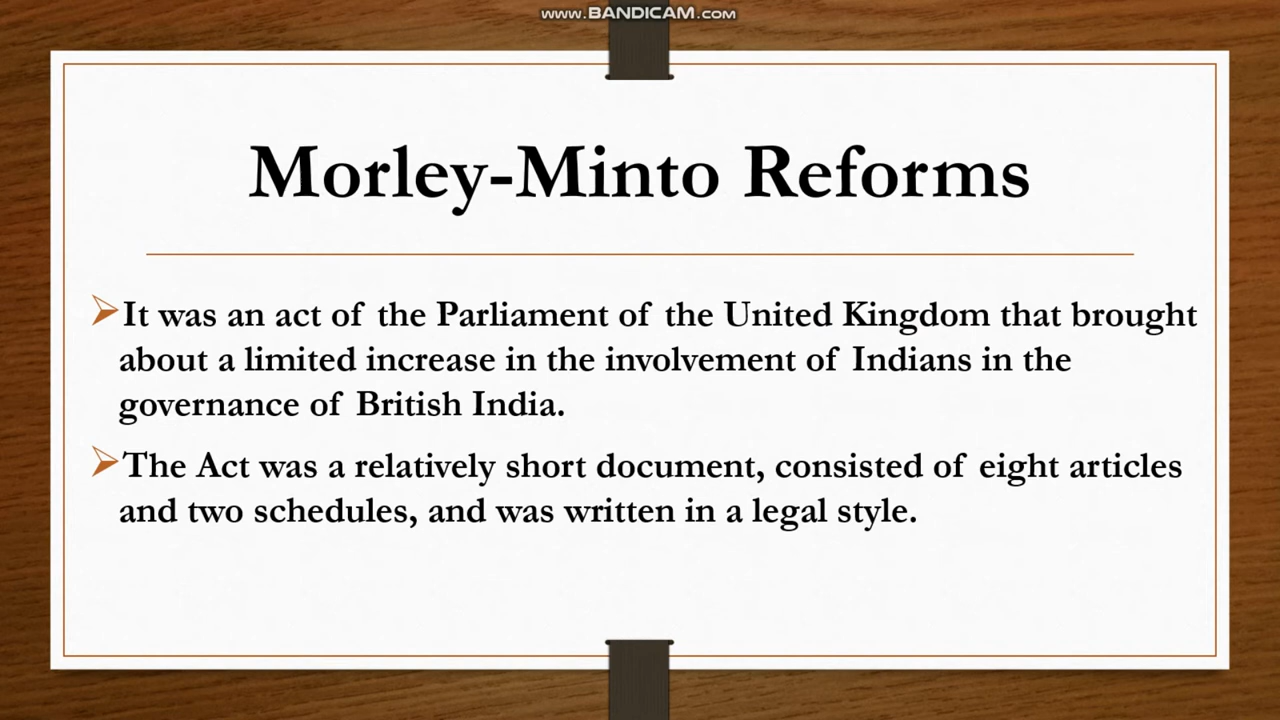 www.BANDICAM.com
Morley-Minto Reforms
It was an act of the Parliament of the United Kingdom that brought
about a limited increase in the involvement of Indians in the
governance of British India.
The Act was a relatively short document, consisted of eight articles
and two schedules, and was written in a legal style.